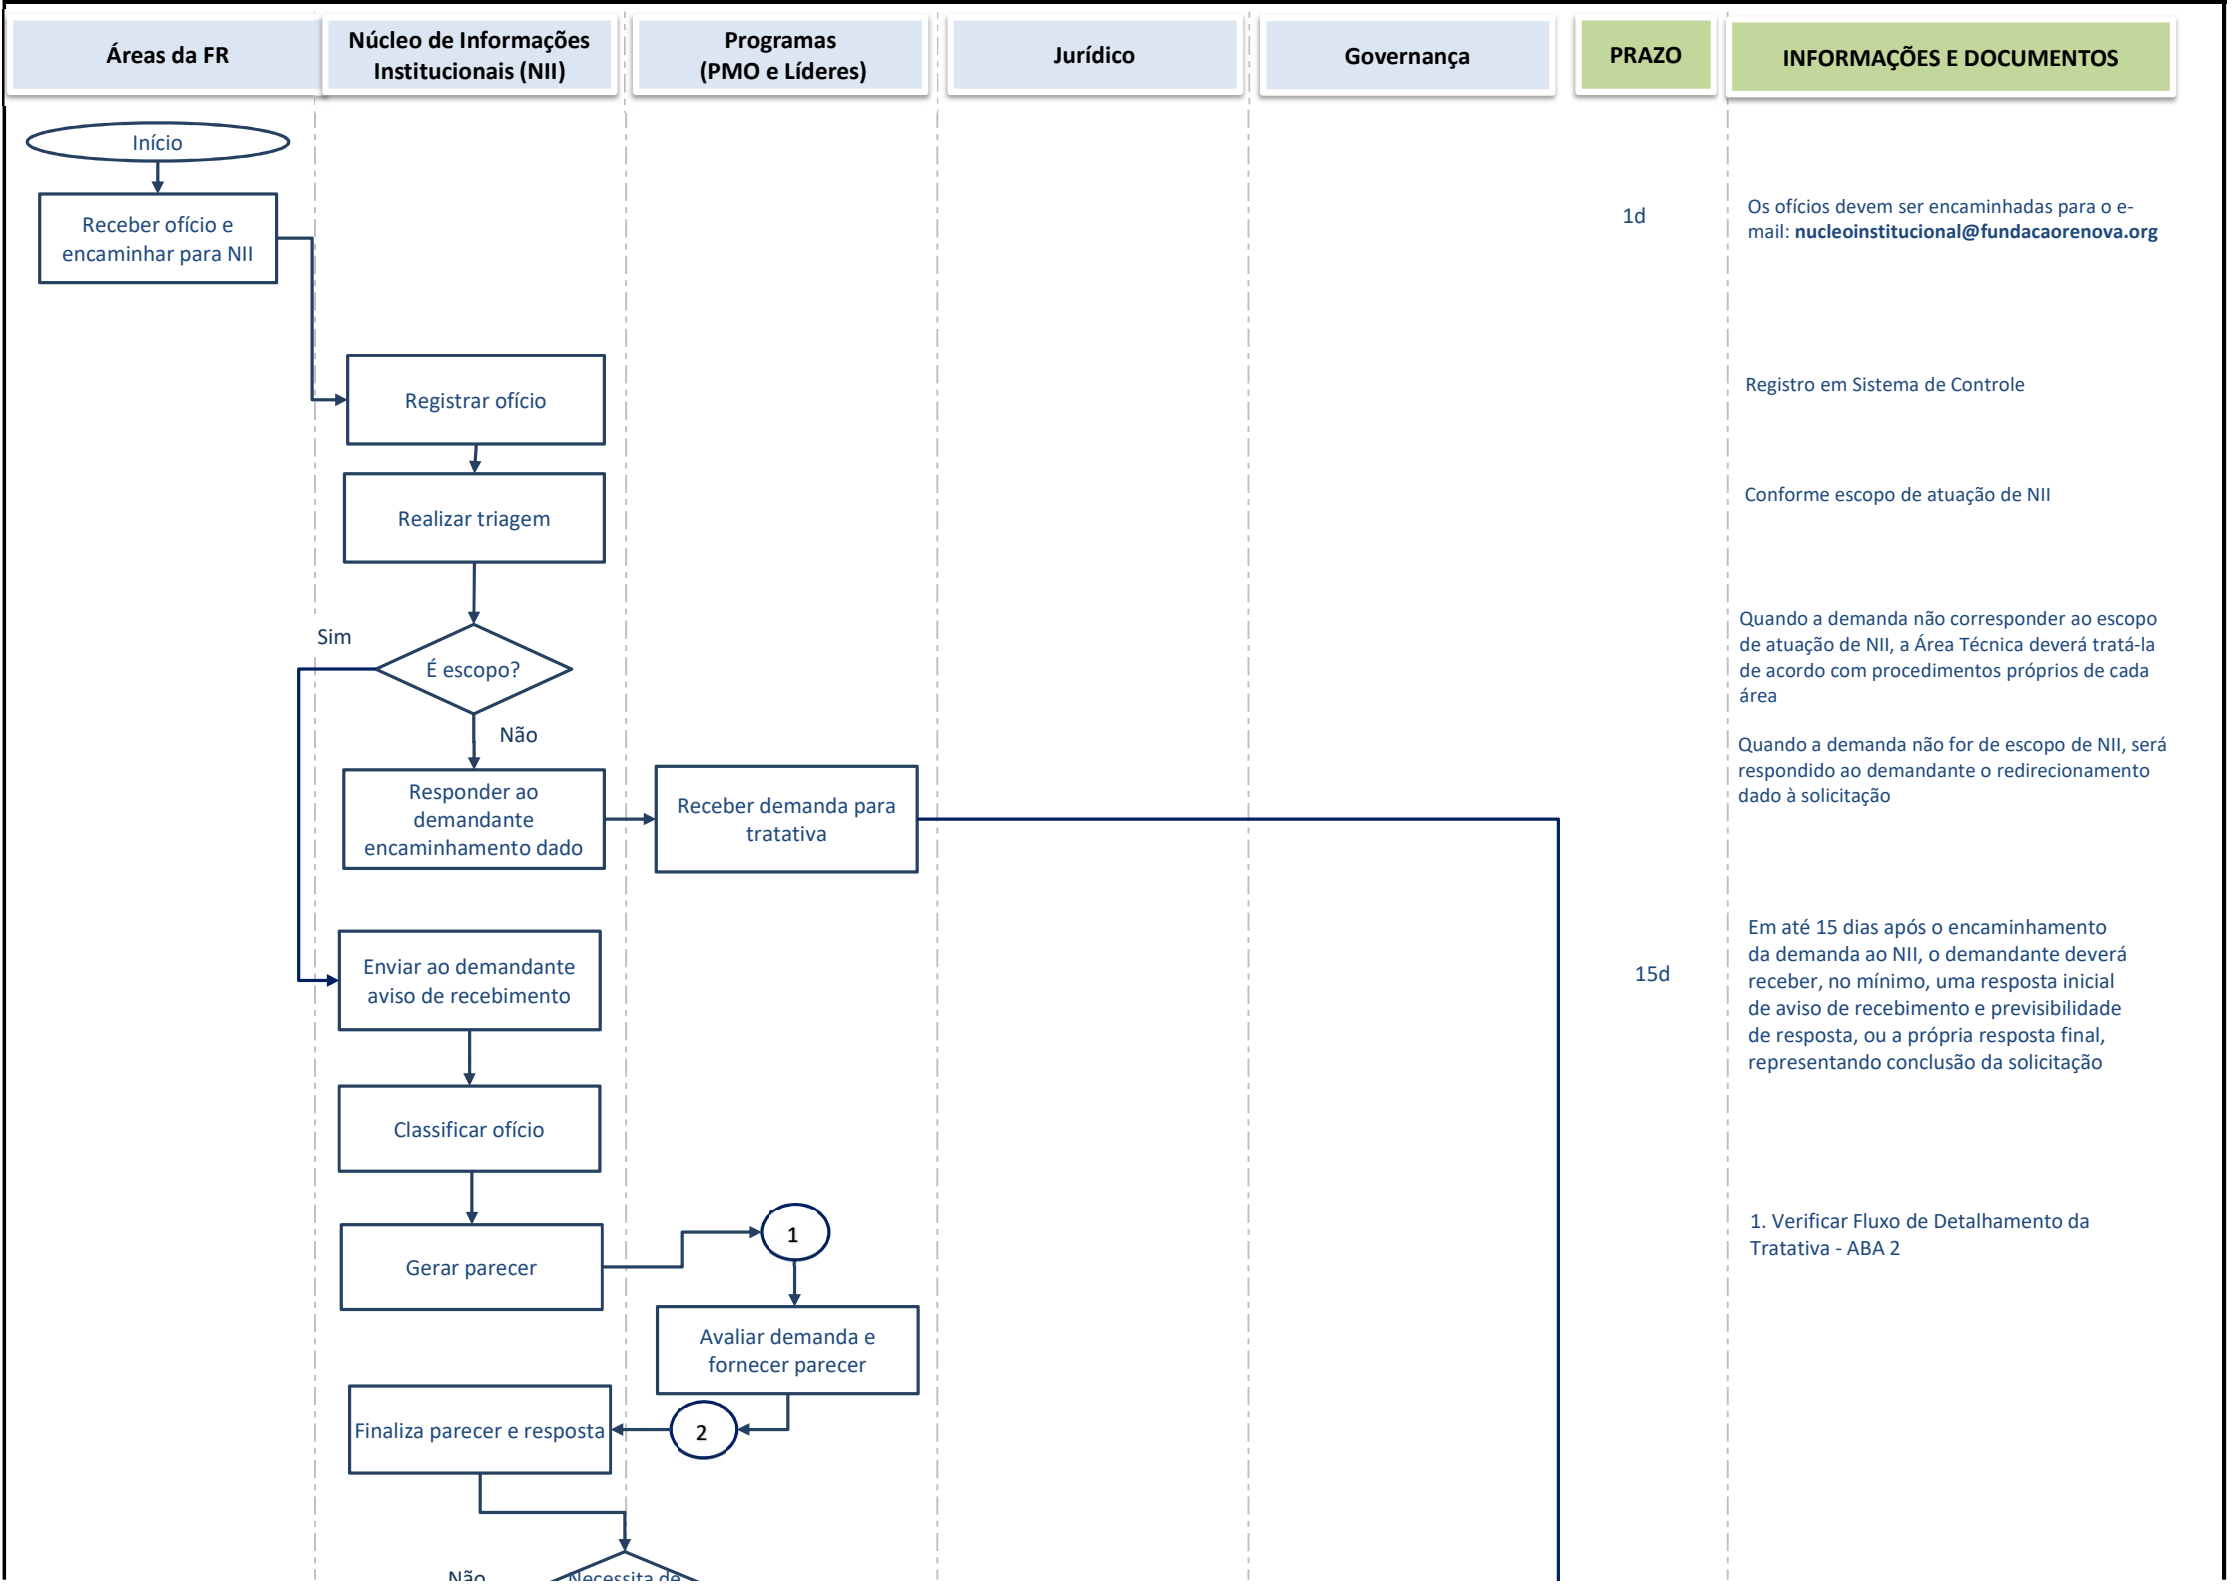 Áreas da FR
Núcleo de Informações
Institucionais (NII)
Programas
(PMO e Líderes)
Jurídico
Governança
PRAZO
INFORMAÇÕES E DOCUMENTOS
Início
Receber ofício e
encaminhar para NII
1d
Os ofícios devem ser encaminhadas para o e-
mail: nucleoinstitucional@fundacaorenova.org
Registrar ofício
Registro em Sistema de Controle
Realizar triagem
Conforme escopo de atuação de NII
Sim
É escopo?
Não
Quando a demanda não corresponder ao escopo
de atuação de NII, a Área Técnica deverá tratá-la
de acordo com procedimentos próprios de cada
área
Quando a demanda não for de escopo de NII, será
respondido ao demandante o redirecionamento
dado à solicitação
Responder ao
demandante
encaminhamento dado
Receber demanda para
tratativa
Enviar ao demandante
aviso de recebimento
15d
Em até 15 dias após o encaminhamento
da demanda ao NII, o demandante deverá
receber, no mínimo, uma resposta inicial
de aviso de recebimento e previsibilidade
de resposta, ou a própria resposta final,
representando conclusão da solicitação
Classificar ofício
Gerar parecer
1
1. Verificar Fluxo de Detalhamento da
Tratativa - ABA 2
Avaliar demanda e
fornecer parecer
Finaliza parecer e resposta
2
Não
Necessita de